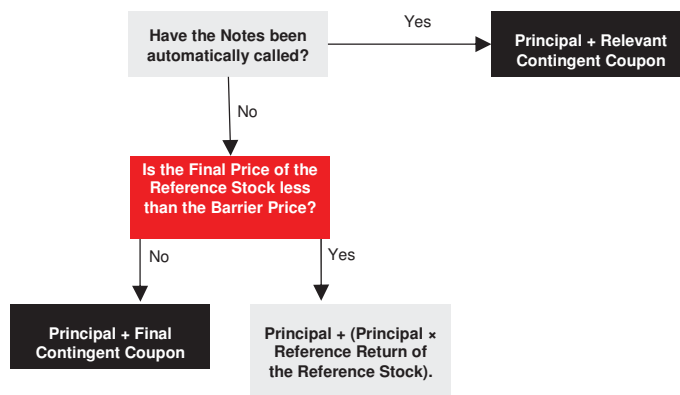 Have the Notes been
automatically called?
Yes
Principal + Relevant
Contingent Coupon
No
Is the Final Price of the
Reference Stock less
than the Barrier Price?
No
Yes
Principal + Final
Contingent Coupon
Principal + (Principal ×
Reference Return of
the Reference Stock).